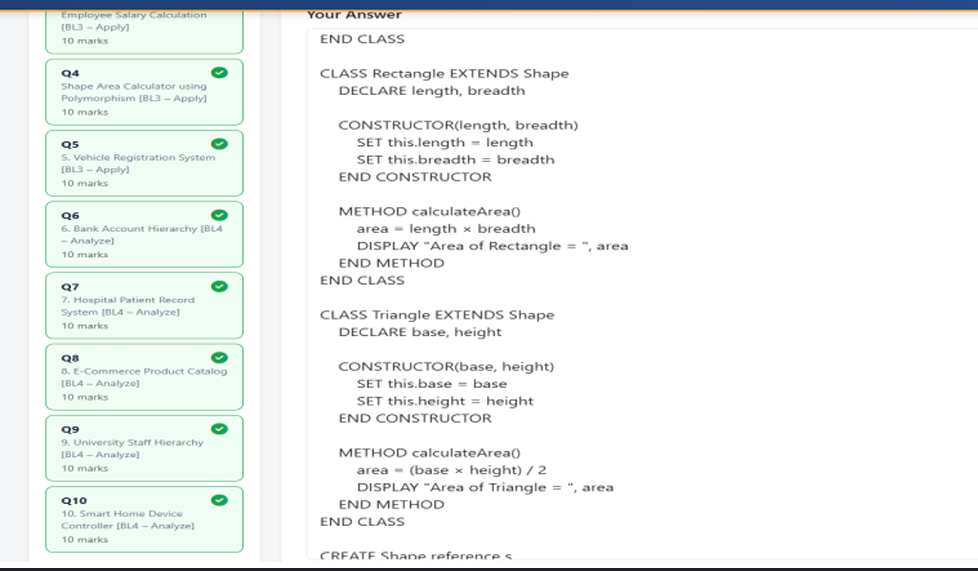 Employee Salary Calculation
[BL3 – Apply]
10 marks
Q4
Shape Area Calculator using
Polymorphism [BL3 – Apply]
10 marks
Q5
5. Vehicle Registration System
[BL3 – Apply]
10 marks
Q6
6. Bank Account Hierarchy [BL4
– Analyze]
10 marks
Q7
7. Hospital Patient Record
System [BL4 – Analyze]
10 marks
Q8
8. E-Commerce Product Catalog
[BL4 – Analyze]
10 marks
Q9
9. University Staff Hierarchy
[BL4 – Analyze]
10 marks
Q10
10. Smart Home Device
Controller [BL4 – Analyze]
10 marks
Your Answer
END CLASS
CLASS Rectangle EXTENDS Shape
DECLARE length, breadth
CONSTRUCTOR(length, breadth)
SET this.length = length
SET this.breadth = breadth
END CONSTRUCTOR
METHOD calculateArea()
area = length × breadth
DISPLAY "Area of Rectangle = ", area
END METHOD
END CLASS
CLASS Triangle EXTENDS Shape
DECLARE base, height
CONSTRUCTOR(base, height)
SET this.base = base
SET this.height = height
END CONSTRUCTOR
METHOD calculateArea()
area = (base × height) / 2
DISPLAY "Area of Triangle = ", area
END METHOD
END CLASS
CREATE Shape reference s